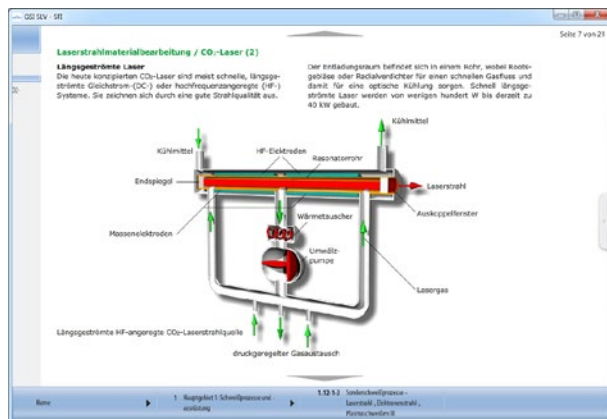 GSI SLV - SFI
Seite 7 von 21
Laserstrahlmaterialbearbeitung / CO₂-Laser (2)
Längsgeströmte Laser
Die heute konzipierten CO₂-Laser sind meist schnelle, längsge-
strömte Gleichstrom-(DC-) oder hochfrequenzangeregte (HF-)
Systeme. Sie zeichnen sich durch eine gute Strahlqualität aus.
Der Entladungsraum befindet sich in einem Rohr, wobei Roots-
gebläse oder Radialverdichter für einen schnellen Gasfluss und
damit für eine optische Kühlung sorgen. Schnell längsge-
strömte Laser werden von wenigen hundert W bis derzeit zu
40 kW gebaut.
Kühlmittel
Kühlmittel
HF-Elektroden
Resonatorrohr
Endspiegel
Laserstrahl
Auskoppelfenster
Wärmetauscher
Massenelektroden
Umwälz-
pumpe
Lasergas
Längsgeströmte HF-angeregte CO₂-Laserstrahlquelle
druckgeregelter Gasaustausch
Home
1 Hauptgebiet 1: Schweißprozesse und
ausrüstung
1.12-1-3 Sonderschweißprozesse -
Laserstrahl-, Elektronenstrahl-,
Plasmaschweißen III